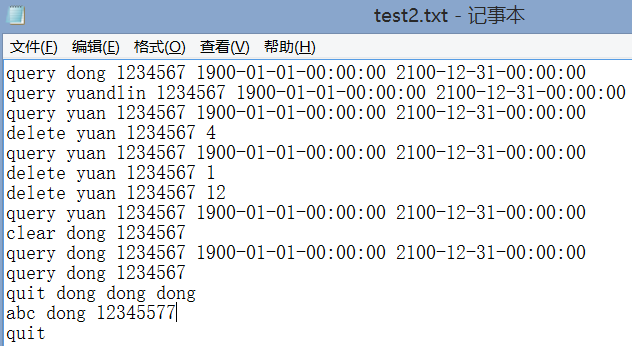 test2.txt - 记事本
文件(F) 编辑(E) 格式(O) 查看(V) 帮助(H)
query dong 1234567 1900-01-01-00:00:00 2100-12-31-00:00:00
query yuandlin 1234567 1900-01-01-00:00:00 2100-12-31-00:00:00
query yuan 1234567 1900-01-01-00:00:00 2100-12-31-00:00:00
delete yuan 1234567 4
query yuan 1234567 1900-01-01-00:00:00 2100-12-31-00:00:00
delete yuan 1234567 1
delete yuan 1234567 12
query yuan 1234567 1900-01-01-00:00:00 2100-12-31-00:00:00
clear dong 1234567
query dong 1234567 1900-01-01-00:00:00 2100-12-31-00:00:00
query dong 1234567
quit dong dong dong
abc dong 12345577
quit